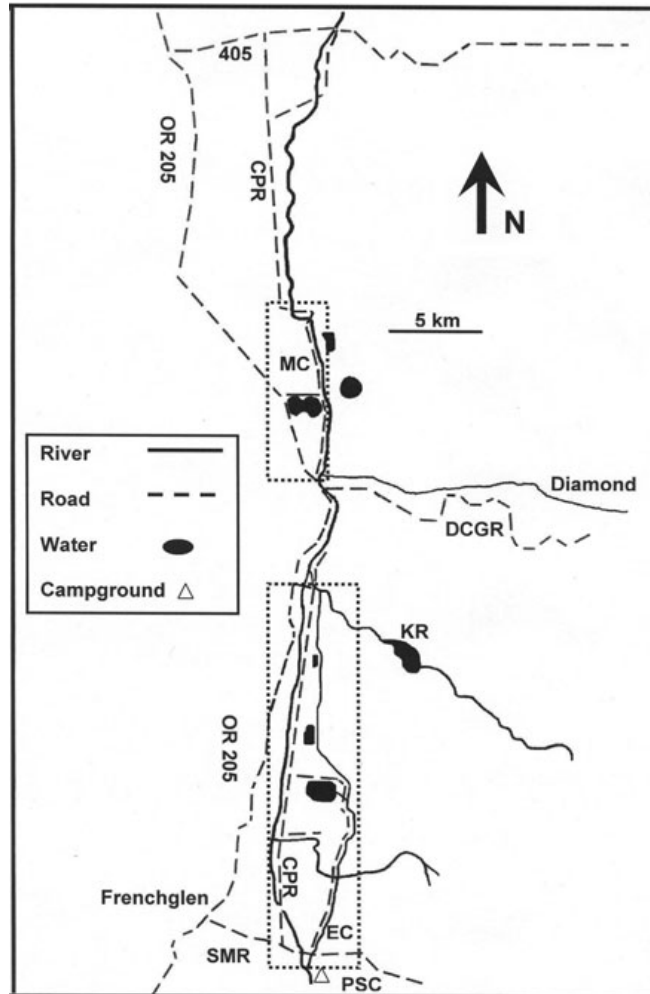 405
OR 205
CPR
N
5 km
MC
River
Road
Water
Campground
Diamond
DCGR
KR
OR 205
CPR
Frenchglen
EC
SMR
PSC